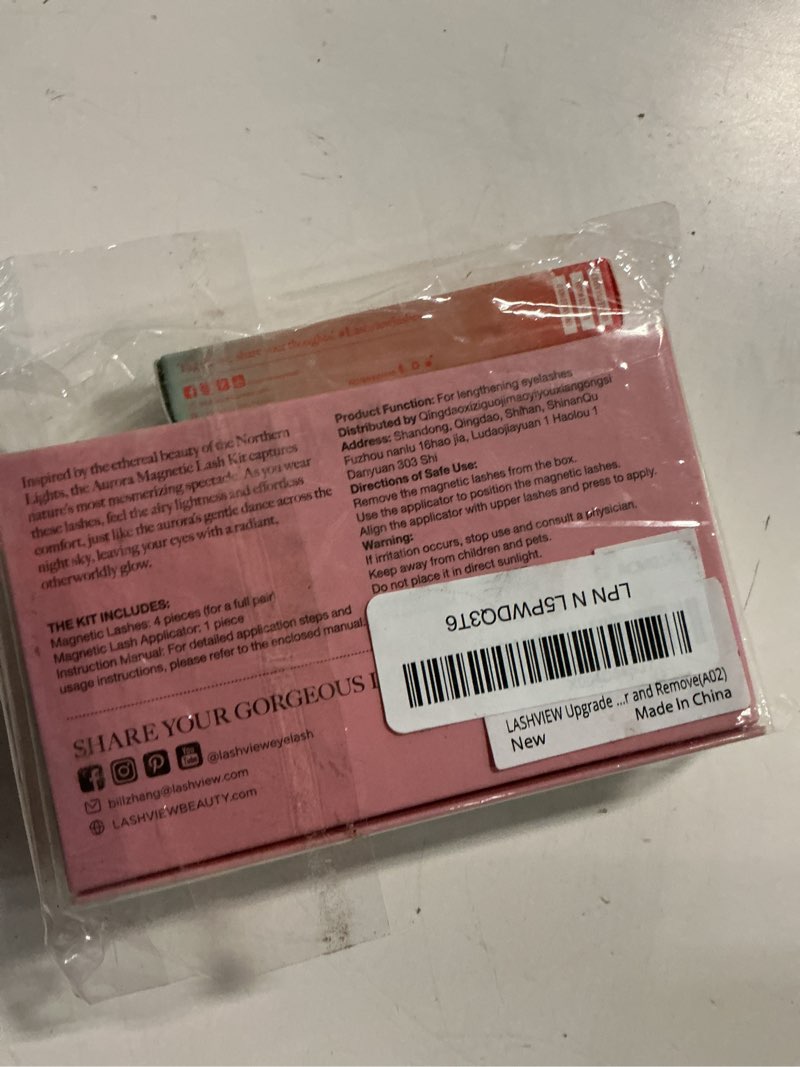 share your thoughts!
Inspired by the ethereal beauty of the Northern
Lights, the Aurora Magnetic Lash Kit captures
nature's most mesmerizing spectacle. As you wear
these lashes, feel the airy lightness and effortless
comfort, just like the aurora's gentle dance across the
night sky, leaving your eyes with a radiant,
otherworldly glow.
THE KIT INCLUDES:
Magnetic Lashes: 4 pieces (for a full pair)
Magnetic Lash Applicator: 1 piece
Instruction Manual: For detailed application steps and
usage instructions, please refer to the enclosed manual.
SHARE YOUR GORGEOUS
You Tube @lashvieweyelash
billzhang@lashview.com
LASHVIEWBEAUTY.com
Product Function: For lengthening eyelashes
Distributed by Qingdaoxiziguojimaoyiyouxiangongsi
Address: Shandong, Qingdao, Shihan, ShinanQu
Fuzhou nanlu 16hao jia, Ludaojiayuan 1 Haolou 1
Danyuan 303 Shi
Directions of Safe Use:
Remove the magnetic lashes from the box.
Use the applicator to position the magnetic lashes.
Align the applicator with upper lashes and press to apply.
Warning:
If irritation occurs, stop use and consult a physician.
Keep away from children and pets.
Do not place it in direct sunlight.
LPN N L5PWDQ3T6
LASHVIEW Upgrade ...r and Remove(A02)
New
Made In China